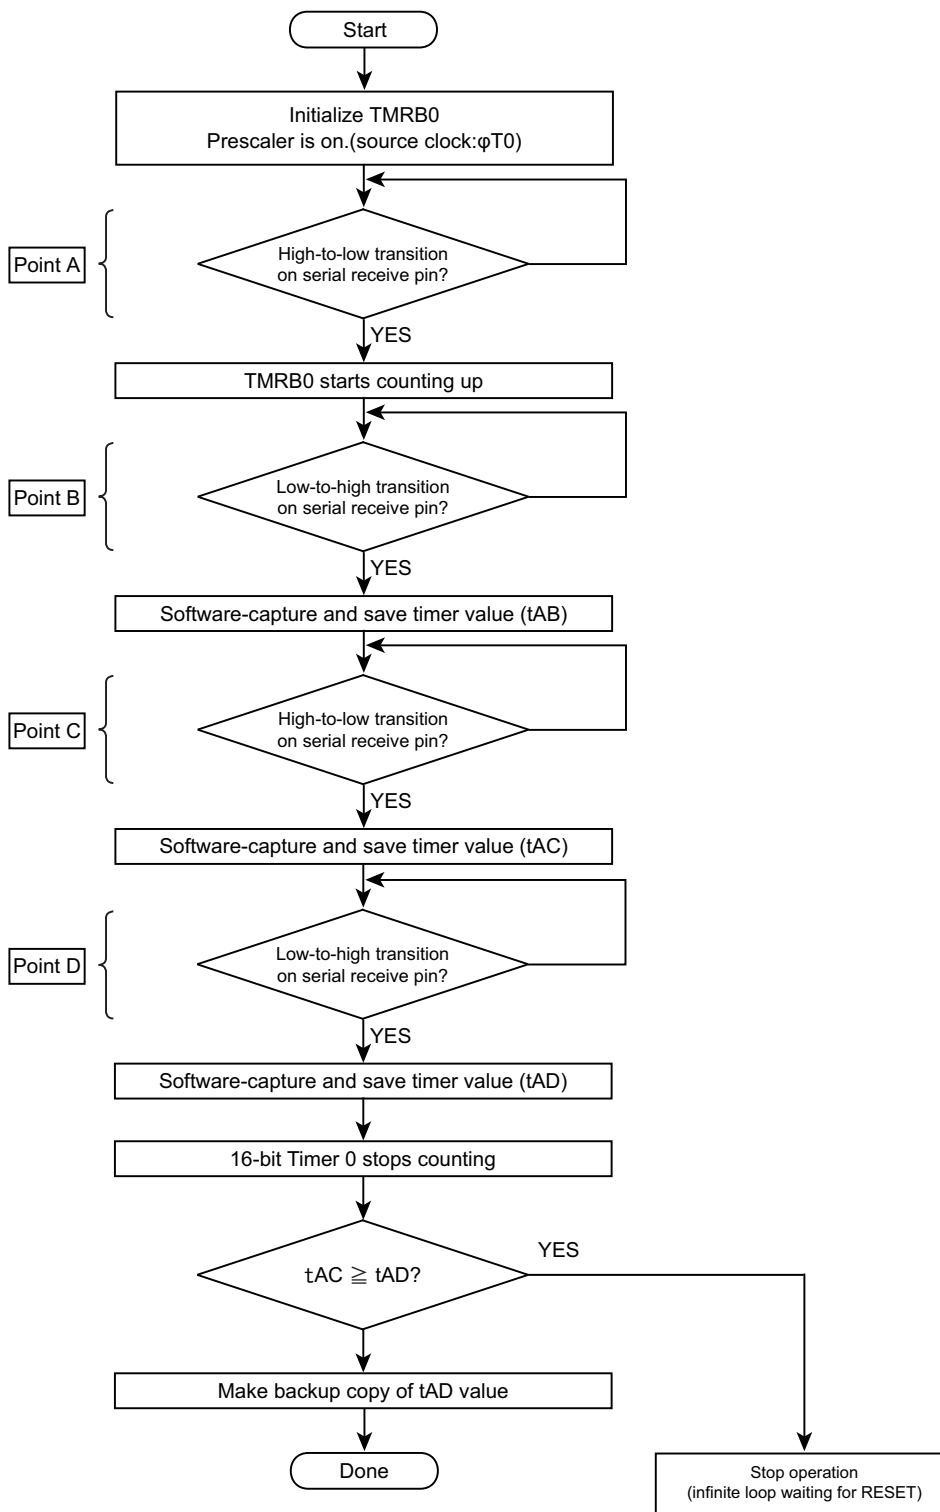 Start
Initialize TMRB0
Prescaler is on.(source clock:φT0)
Point A
High-to-low transition
on serial receive pin?
YES
TMRB0 starts counting up
Point B
Low-to-high transition
on serial receive pin?
YES
Software-capture and save timer value (tAB)
Point C
High-to-low transition
on serial receive pin?
YES
Software-capture and save timer value (tAC)
Point D
Low-to-high transition
on serial receive pin?
YES
Software-capture and save timer value (tAD)
16-bit Timer 0 stops counting
tAC ≧ tAD?
YES
Make backup copy of tAD value
Done
Stop operation
(infinite loop waiting for RESET)